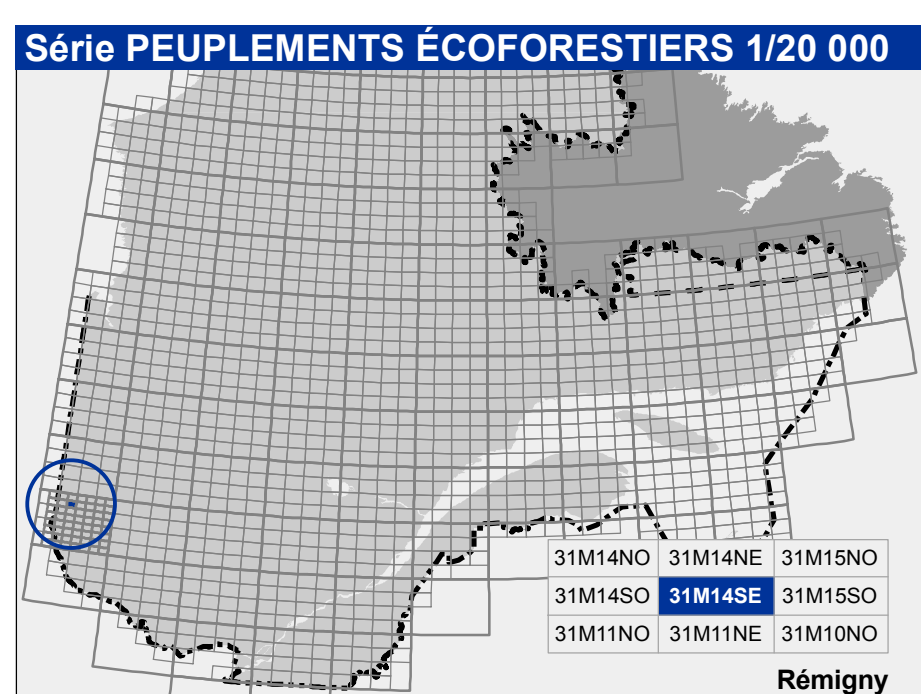 Série PEUPLEMENTS ÉCOFORESTIERS 1/20 000
31M14NO 31M14NE 31M15NO
31M14SO 31M14SE 31M15SO
31M11NO 31M11NE 31M10NO
Rémigny